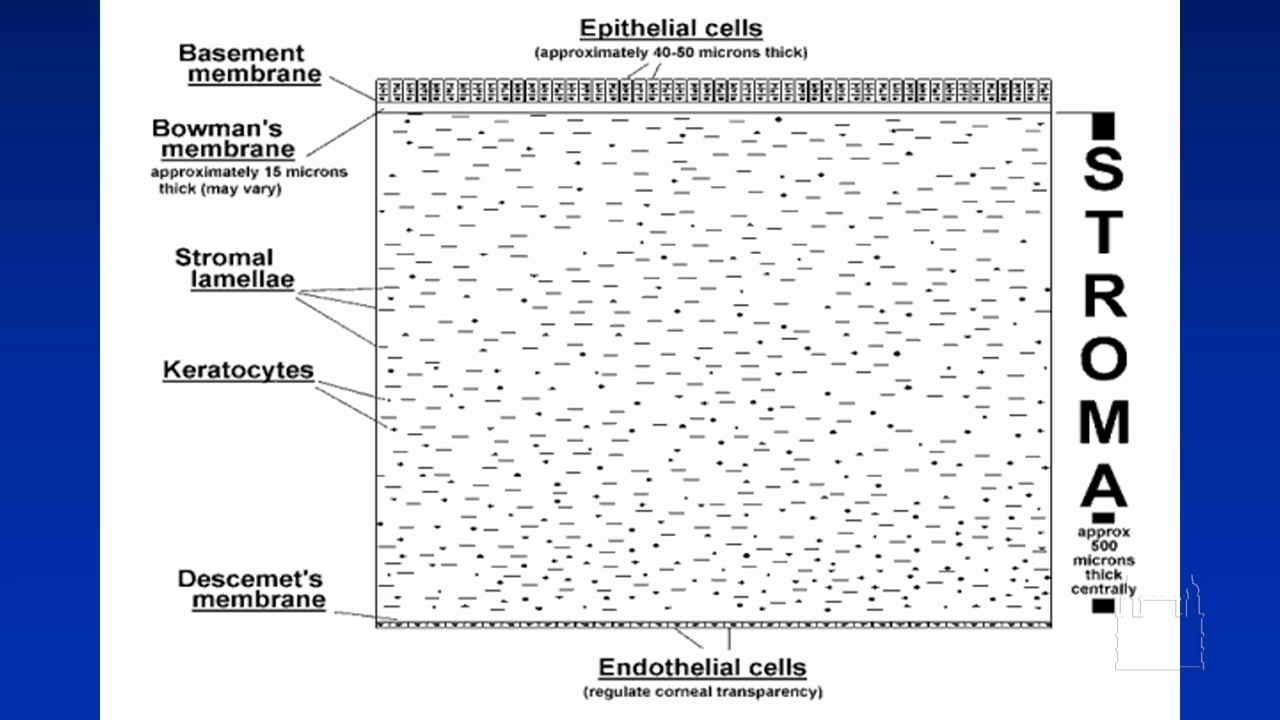 Epithelial cells
(approximately 40-50 microns thick)
Basement
membrane
Bowman's
membrane
approximately 15 microns
thick (may vary)
Stromal
lamellae
Keratocytes
Descemet's
membrane
Endothelial cells
(regulate corneal transparency)
STROMA
approx
500
microns
thick
centrally